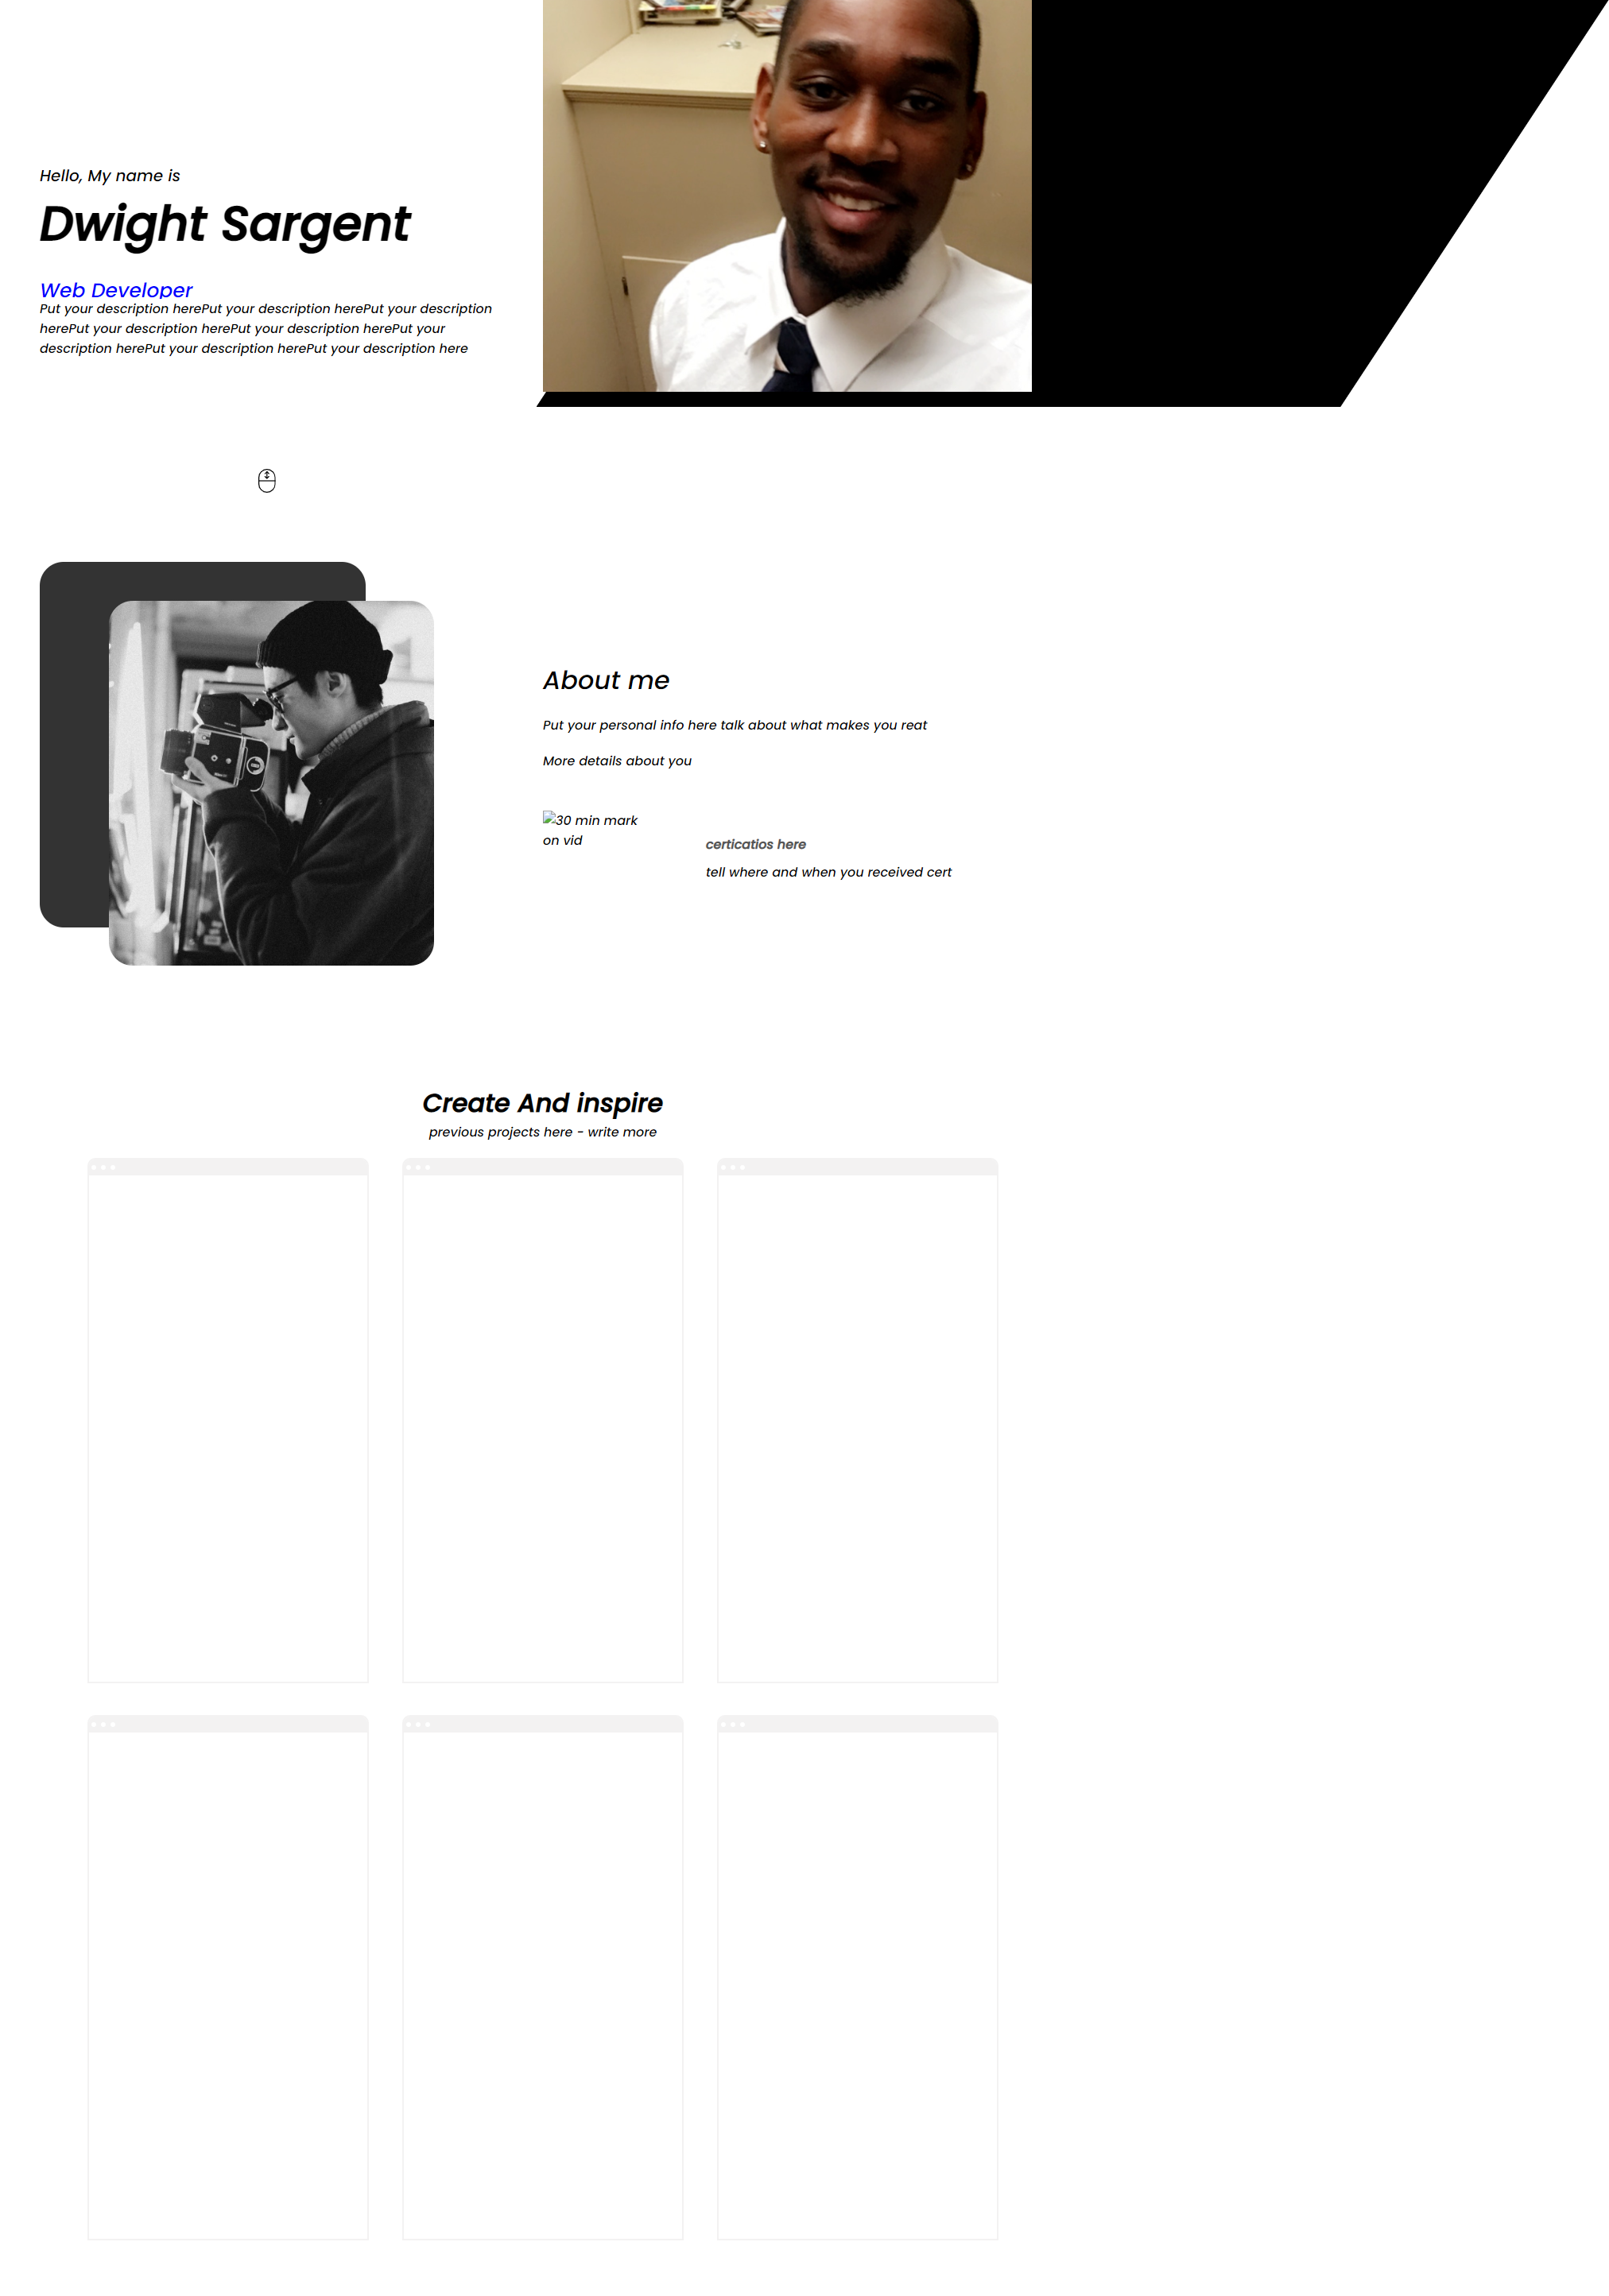 Hello, My name is
Dwight Sargent
Web Developer
Put your description herePut your description herePut your description
herePut your description herePut your description herePut your
description herePut your description herePut your description here
About me
Put your personal info here talk about what makes you reat
More details about you
30 min mark
on vid
certicatios here
tell where and when you received cert
Create And inspire
previous projects here - write more